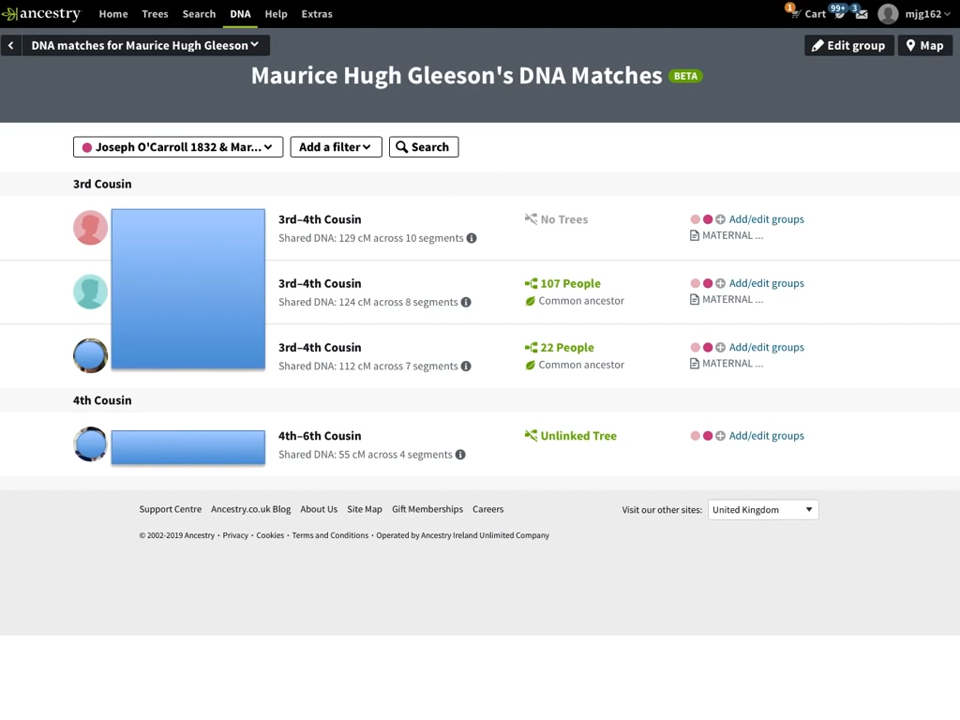 ancestry Home Trees Search DNA Help Extras 1 Cart 99+ 3 mjg162
DNA matches for Maurice Hugh Gleeson Edit group Map
Maurice Hugh Gleeson's DNA Matches BETA
Joseph O'Carroll 1832 & Mar... Add a filter Search
3rd Cousin
3rd–4th Cousin No Trees Add/edit groups
Shared DNA: 129 cM across 10 segments MATERNAL ...
3rd–4th Cousin 107 People Add/edit groups
Shared DNA: 124 cM across 8 segments Common ancestor MATERNAL ...
3rd–4th Cousin 22 People Add/edit groups
Shared DNA: 112 cM across 7 segments Common ancestor MATERNAL ...
4th Cousin
4th–6th Cousin Unlinked Tree Add/edit groups
Shared DNA: 55 cM across 4 segments
Support Centre Ancestry.co.uk Blog About Us Site Map Gift Memberships Careers Visit our other sites: United Kingdom
© 2002-2019 Ancestry · Privacy · Cookies · Terms and Conditions · Operated by Ancestry Ireland Unlimited Company